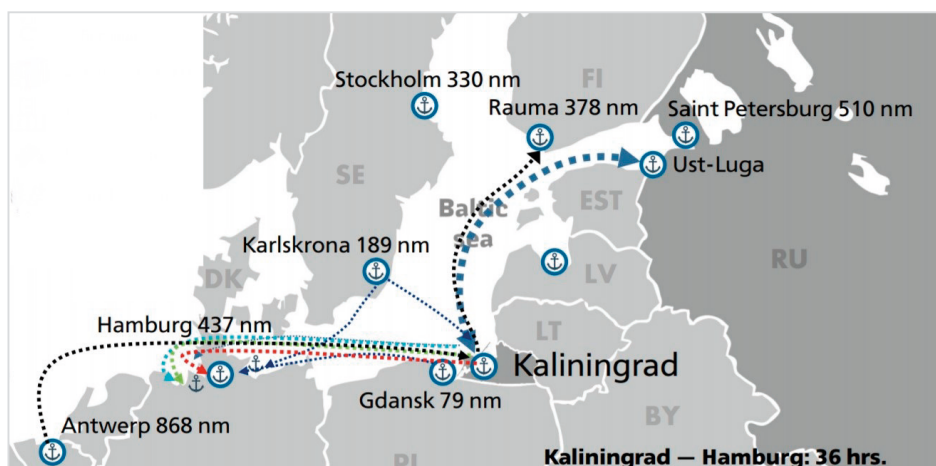 Stockholm 330 nm
FI
Rauma 378 nm
Saint Petersburg 510 nm
Ust-Luga
SE
EST
Baltic
sea
Karlskrona 189 nm
LV
RU
DK
Hamburg 437 nm
LT
Kaliningrad
Gdansk 79 nm
BY
Antwerp 868 nm
PL
Kaliningrad — Hamburg: 36 hrs.